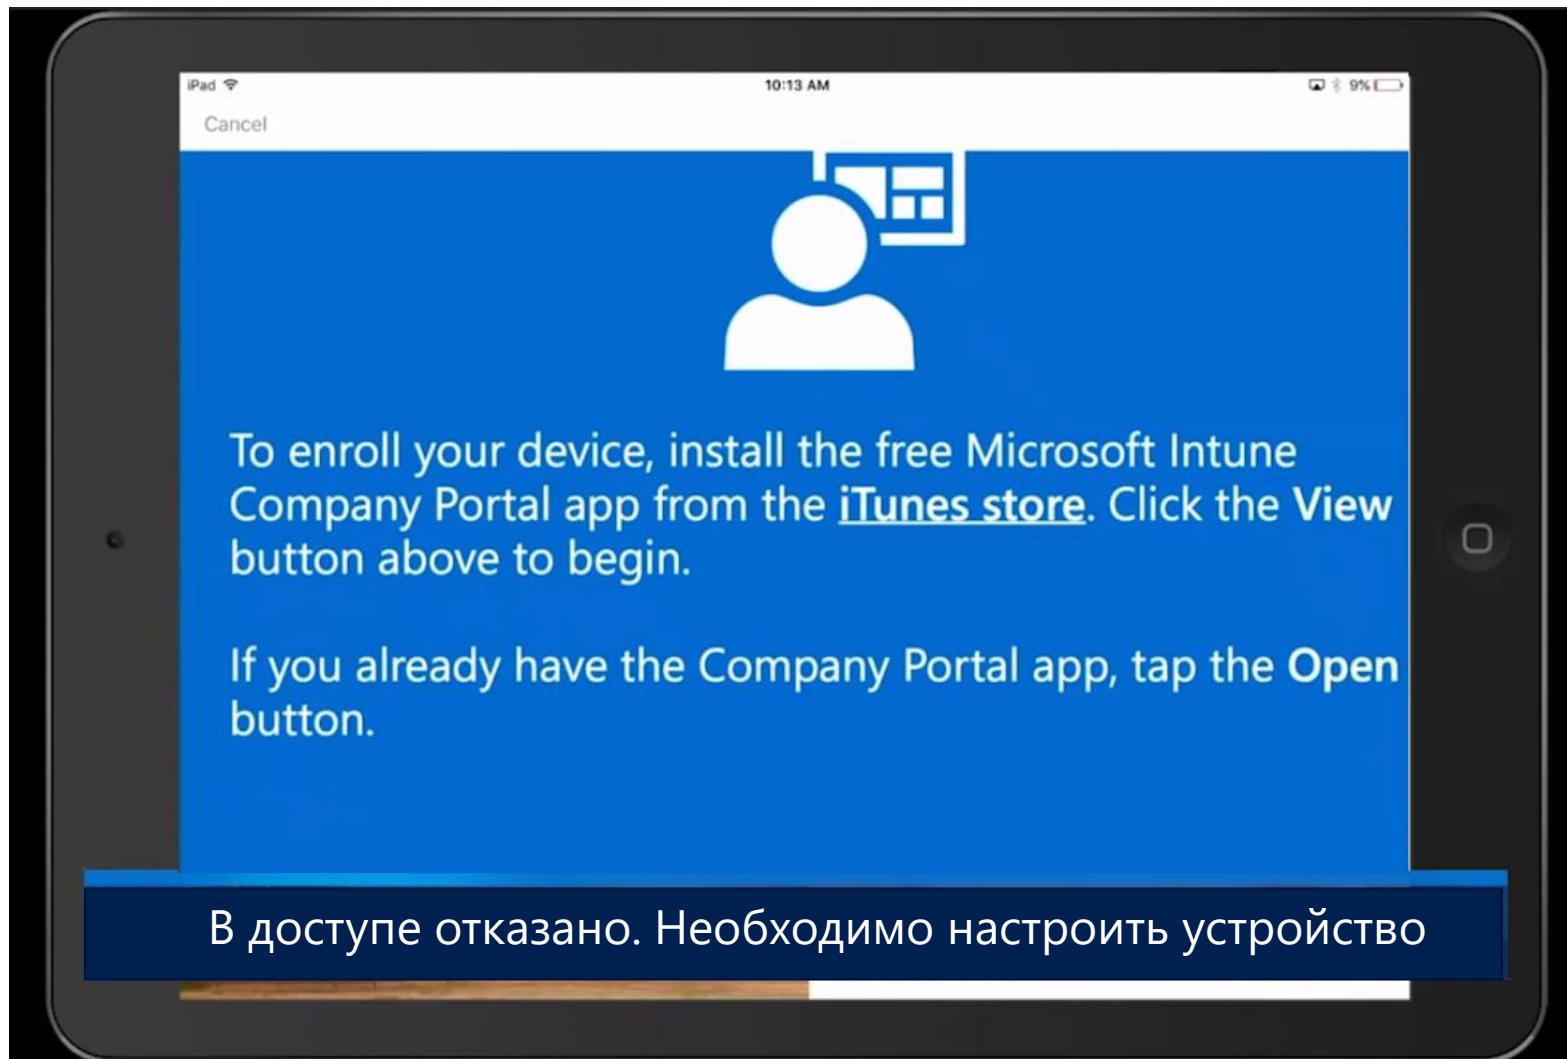 iPad 10:13 AM 9%
Cancel
To enroll your device, install the free Microsoft Intune
Company Portal app from the iTunes store. Click the View
button above to begin.
If you already have the Company Portal app, tap the Open
button.
В доступе отказано. Необходимо настроить устройство